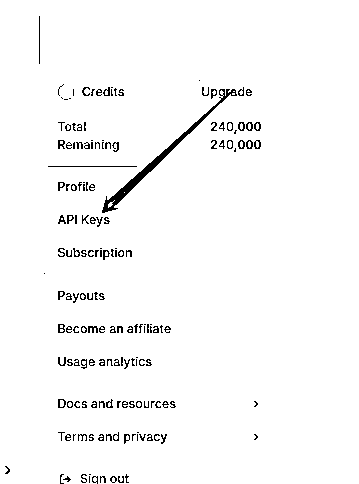 Credits Upgrade
Total 240,000
Remaining 240,000
Profile
API Keys
Subscription
Payouts
Become an affiliate
Usage analytics
Docs and resources
Terms and privacy
Sign out